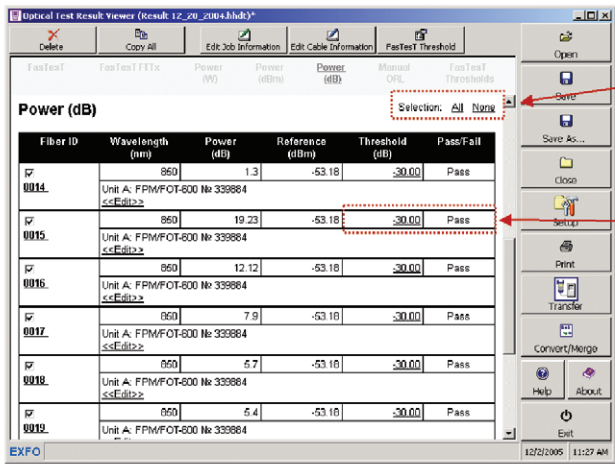 Optical Test Result Viewer (Result 12_20_2004.hhdt)*
Delete
Copy All
Edit Job Information
Edit Cable Information
FasTesT Threshold
FasTesT
FasTesT FTTx
Power (W)
Power (dBm)
Power (dB)
Manual ORL
FasTesT Thresholds
Power (dB)
Selection: All None
Fiber ID Wavelength (nm) Power (dB) Reference (dBm) Threshold (dB) Pass/Fail
0014 850 1.3 -53.18 -30.00 Pass
Unit A: FPM/FOT-600 № 339884
<<Edit>>
0015 850 19.23 -53.18 -30.00 Pass
Unit A: FPM/FOT-600 № 339884
<<Edit>>
0016 850 12.12 -53.18 -30.00 Pass
Unit A: FPM/FOT-600 № 339884
<<Edit>>
0017 850 7.9 -53.18 -30.00 Pass
Unit A: FPM/FOT-600 № 339884
<<Edit>>
0018 850 5.7 -53.18 -30.00 Pass
Unit A: FPM/FOT-600 № 339884
<<Edit>>
0019 850 5.4 -53.18 -30.00 Pass
Unit A: FPM/FOT-600 № 339884
Open
Save
Save As...
Close
Setup
Print
Transfer
Convert/Merge
Help
About
Exit
EXFO
12/2/2005 11:27 AM